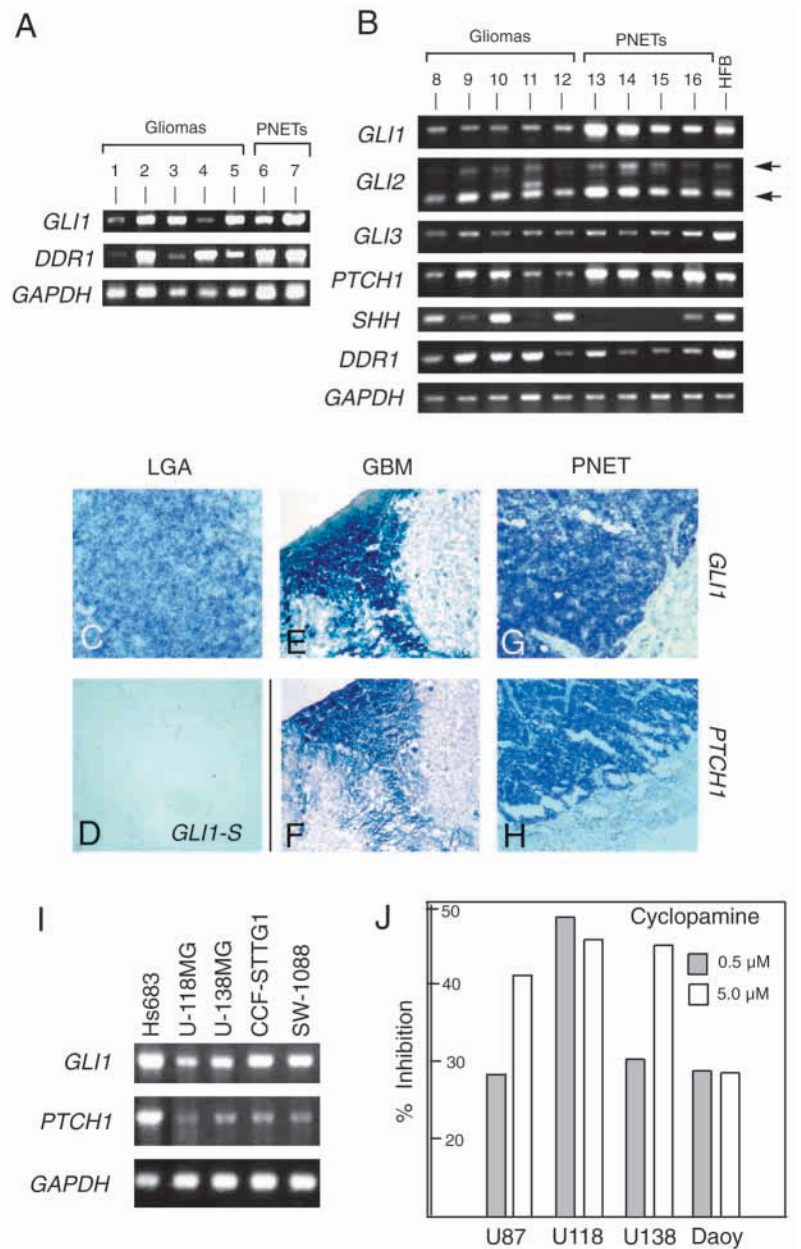 A
Gliomas PNETs
1 2 3 4 5 6 7
GLI1
DDR1
GAPDH
B
Gliomas PNETs
8 9 10 11 12 13 14 15 16 HFB
GLI1
GLI2
GLI3
PTCH1
SHH
DDR1
GAPDH
LGA GBM PNET
C E G GLI1
D GLI1-S F H PTCH1
I
Hs683 U-118MG U-138MG CCF-STTG1 SW-1088
GLI1
PTCH1
GAPDH
J
Cyclopamine
0.5 µM
5.0 µM
% Inhibition
50
40
30
20
U87 U118 U138 Daoy